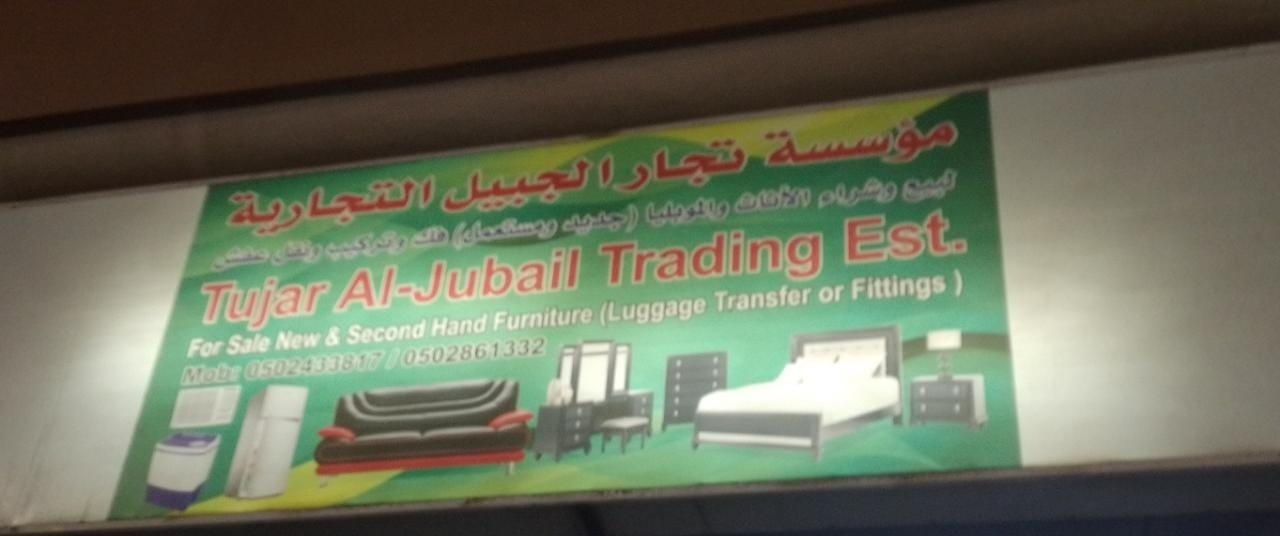 مؤسسة تجار الجبيل التجارية
لبيع وشراء الأثاث والموبليا (جديد ومستعمل) فك وتركيب ونقل عفش
Tujar Al-Jubail Trading Est.
For Sale New & Second Hand Furniture (Luggage Transfer or Fittings )
Mob: 0502433817 / 0502861332